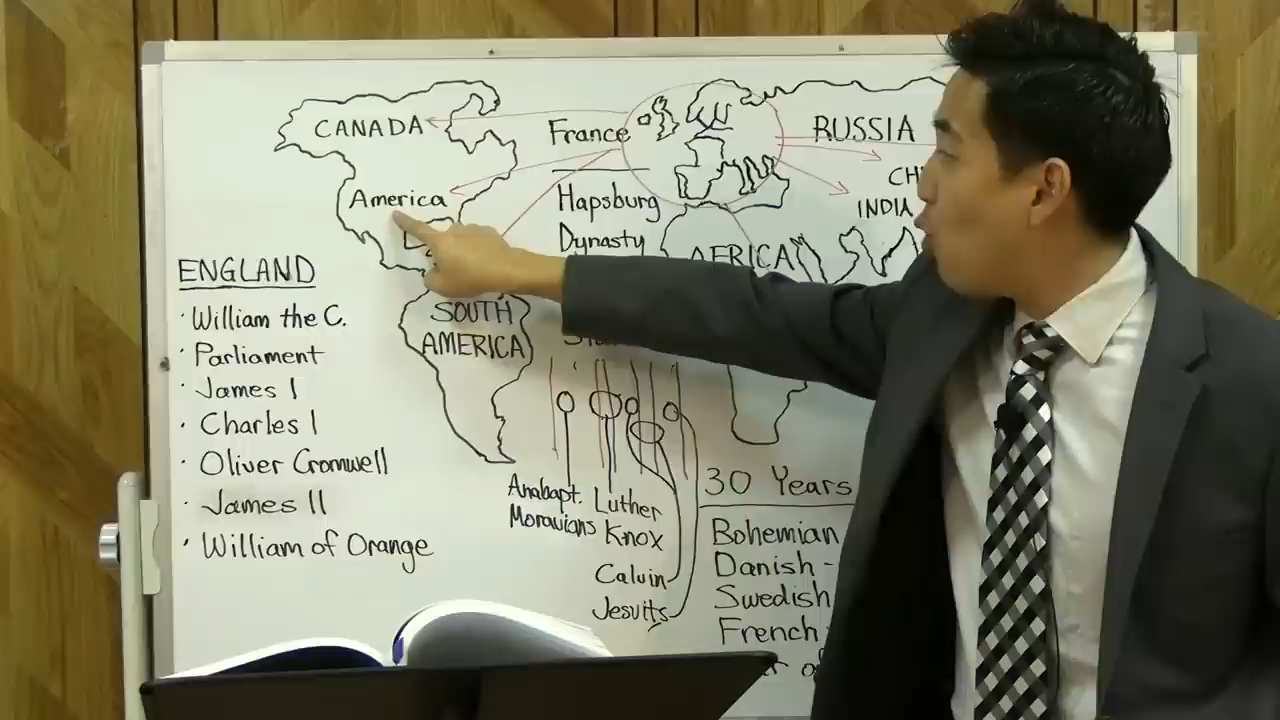 CANADA
France
RUSSIA
America
Hapsburg
Dynasty
INDIA
AFRICA
ENGLAND
· William the C.
· Parliament
· James I
· Charles I
· Oliver Cromwell
· James II
· William of Orange
SOUTH
AMERICA
Anabapt.
Moravians
Luther
Knox
Calvin
Jesuits
30 Years
Bohemian
Danish -
Swedish
French